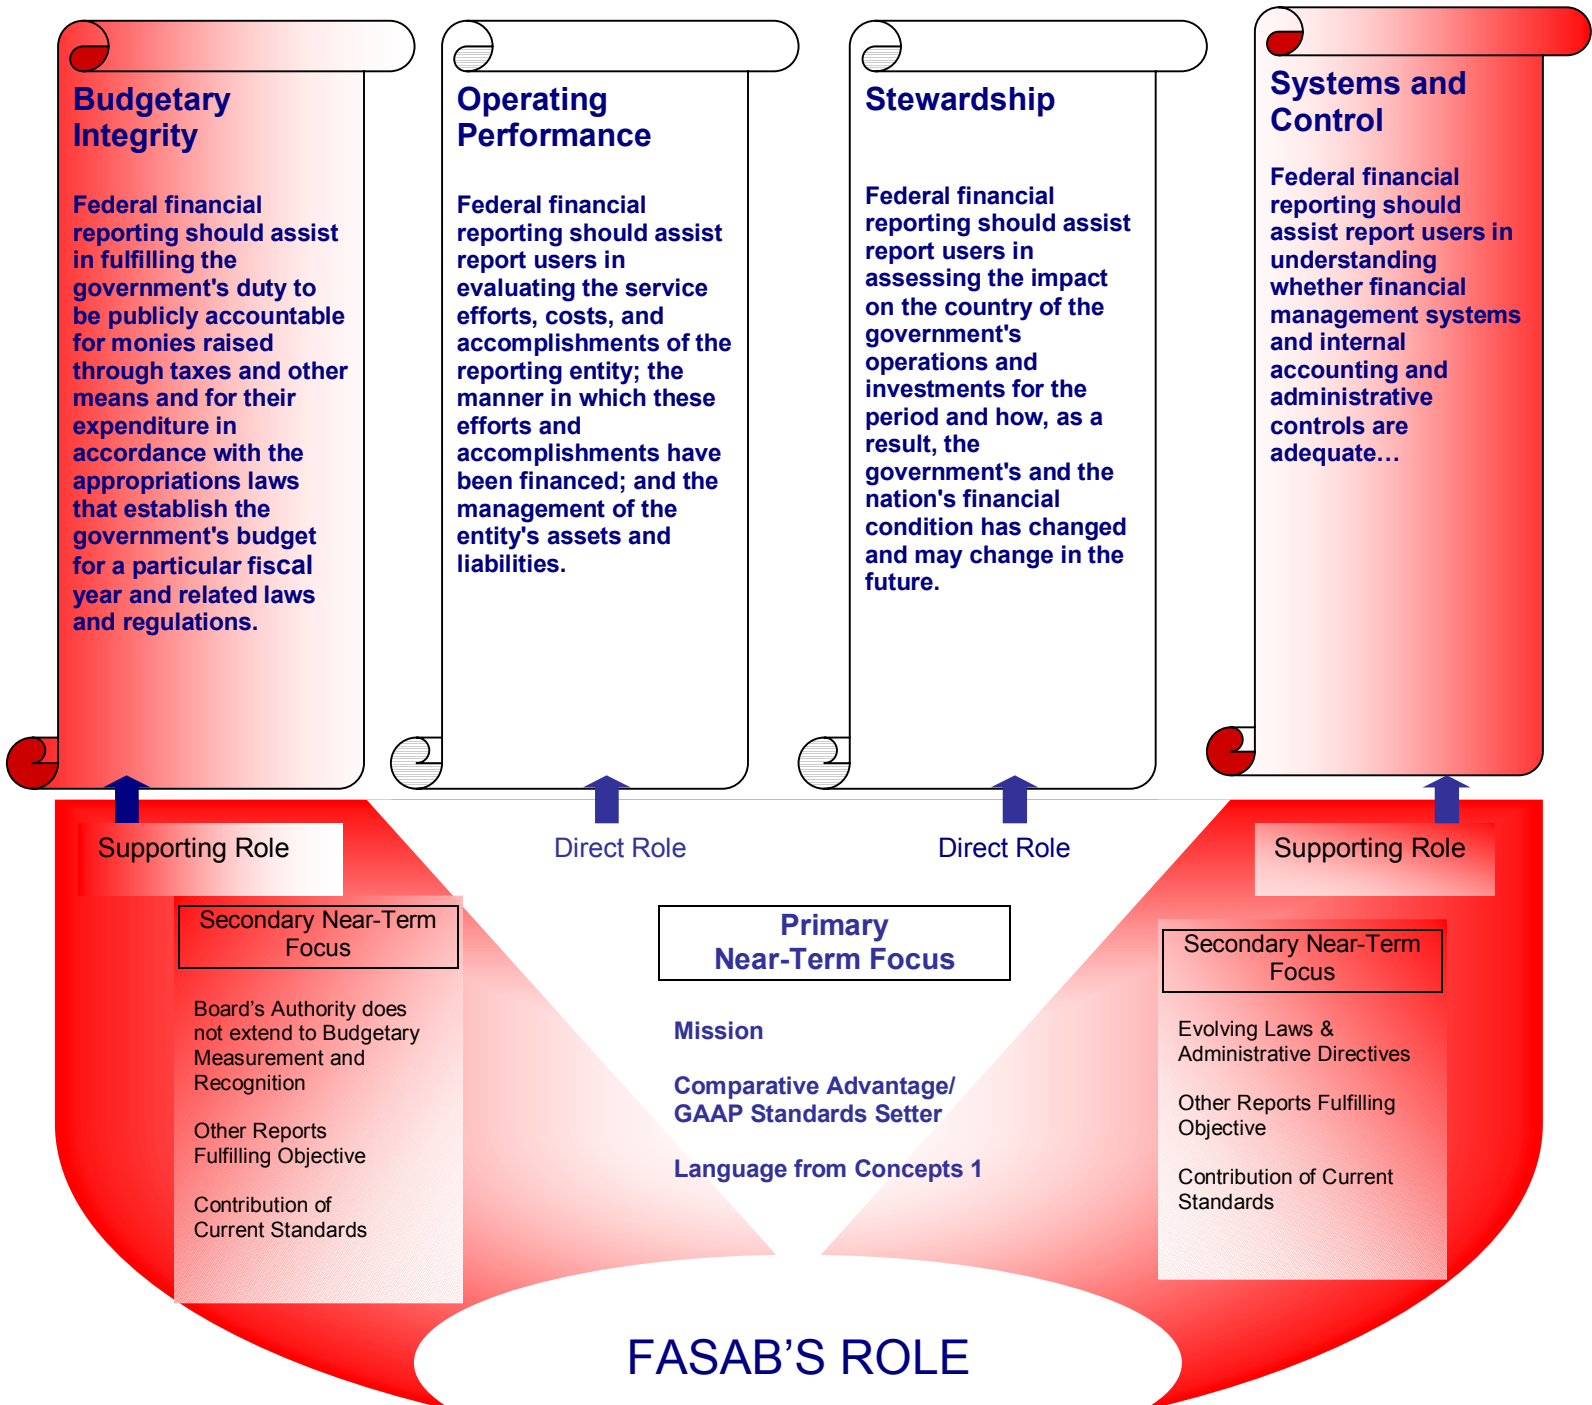 Budgetary
Integrity
Federal financial
reporting should assist
in fulfilling the
government's duty to
be publicly accountable
for monies raised
through taxes and other
means and for their
expenditure in
accordance with the
appropriations laws
that establish the
government's budget
for a particular fiscal
year and related laws
and regulations.
Operating
Performance
Federal financial
reporting should assist
report users in
evaluating the service
efforts, costs, and
accomplishments of the
reporting entity; the
manner in which these
efforts and
accomplishments have
been financed; and the
management of the
entity's assets and
liabilities.
Stewardship
Federal financial
reporting should assist
report users in
assessing the impact
on the country of the
government's
operations and
investments for the
period and how, as a
result, the
government's and the
nation's financial
condition has changed
and may change in the
future.
Systems and
Control
Federal financial
reporting should
assist report users in
understanding
whether financial
management systems
and internal
accounting and
administrative
controls are
adequate…
Supporting Role
Direct Role
Direct Role
Supporting Role
Secondary Near-Term
Focus
Board’s Authority does
not extend to Budgetary
Measurement and
Recognition
Other Reports
Fulfilling Objective
Contribution of
Current Standards
Primary
Near-Term Focus
Mission
Comparative Advantage/
GAAP Standards Setter
Language from Concepts 1
Secondary Near-Term
Focus
Evolving Laws &
Administrative Directives
Other Reports Fulfilling
Objective
Contribution of Current
Standards
FASAB’S ROLE